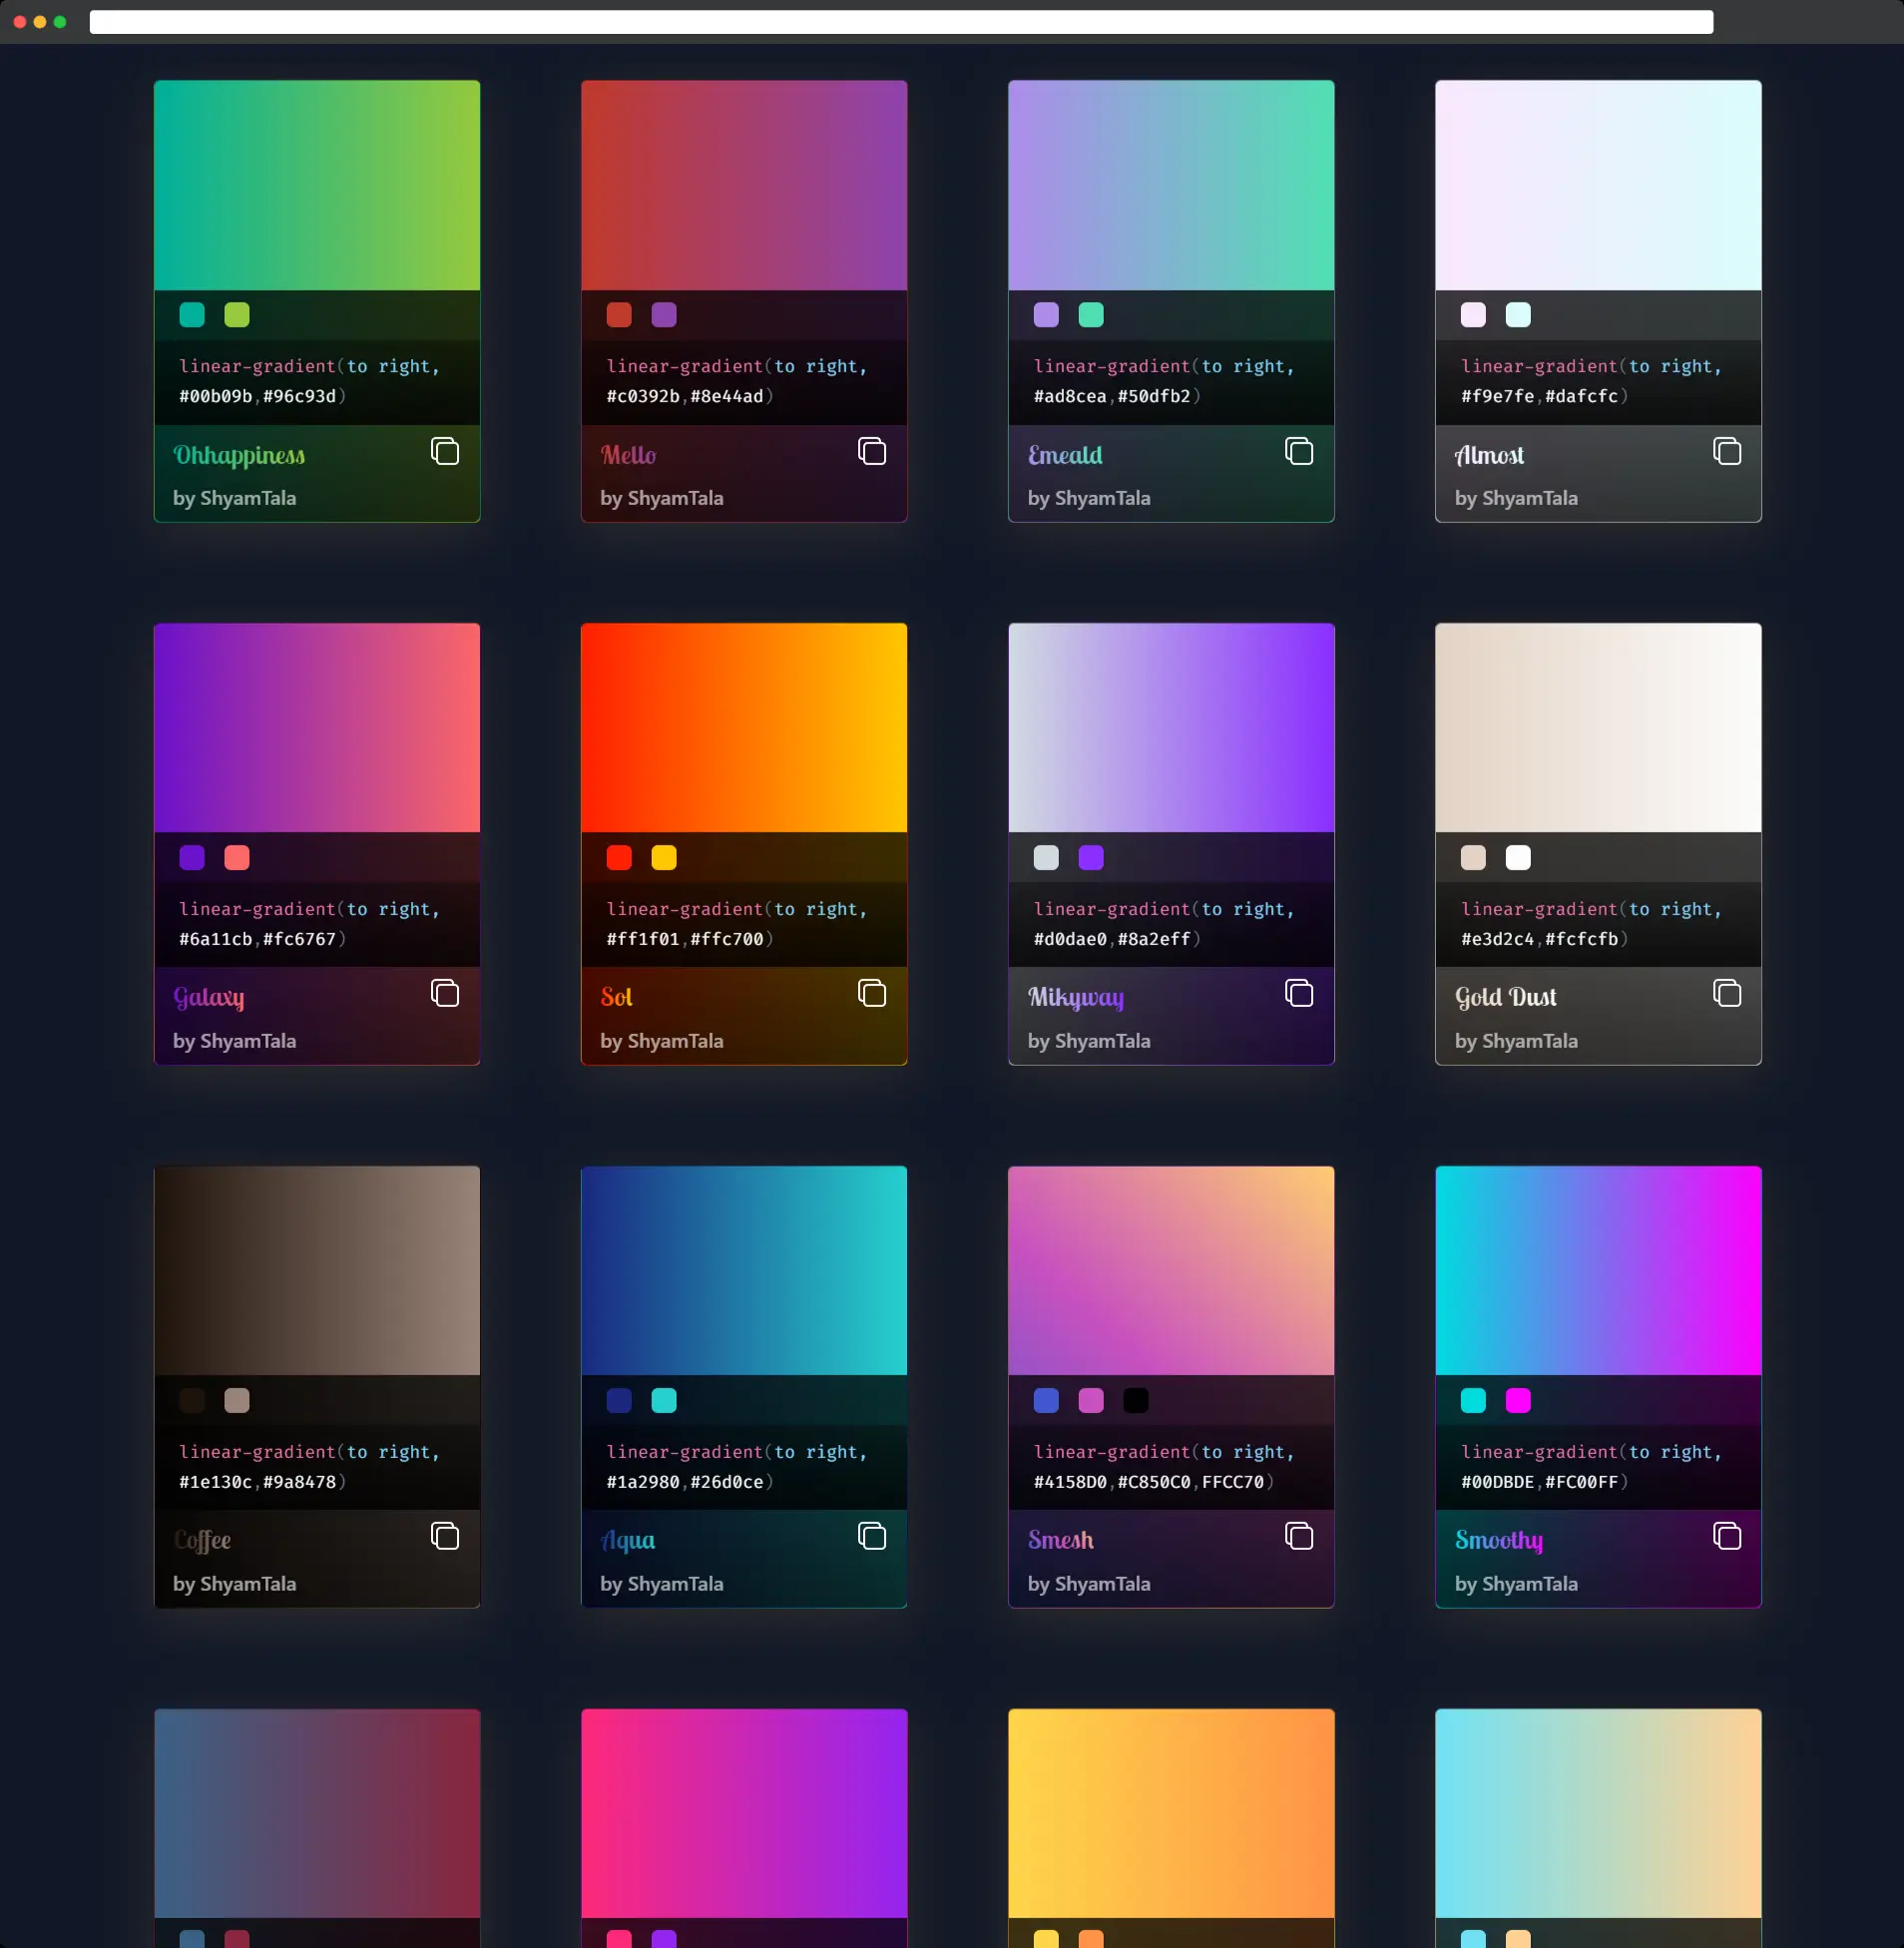 linear-gradient(to right,
#00b09b,#96c93d)
Ohhappiness
by ShyamTala
linear-gradient(to right,
#c0392b,#8e44ad)
Mello
by ShyamTala
linear-gradient(to right,
#ad8cea,#50dfb2)
Emeald
by ShyamTala
linear-gradient(to right,
#f9e7fe,#dafcfc)
Almost
by ShyamTala
linear-gradient(to right,
#6a11cb,#fc6767)
Galaxy
by ShyamTala
linear-gradient(to right,
#ff1f01,#ffc700)
Sol
by ShyamTala
linear-gradient(to right,
#d0dae0,#8a2eff)
Mikyway
by ShyamTala
linear-gradient(to right,
#e3d2c4,#fcfcfb)
Gold Dust
by ShyamTala
linear-gradient(to right,
#1e130c,#9a8478)
Coffee
by ShyamTala
linear-gradient(to right,
#1a2980,#26d0ce)
Aqua
by ShyamTala
linear-gradient(to right,
#4158D0,#C850C0,FFCC70)
Smesh
by ShyamTala
linear-gradient(to right,
#00DBDE,#FC00FF)
Smoothy
by ShyamTala